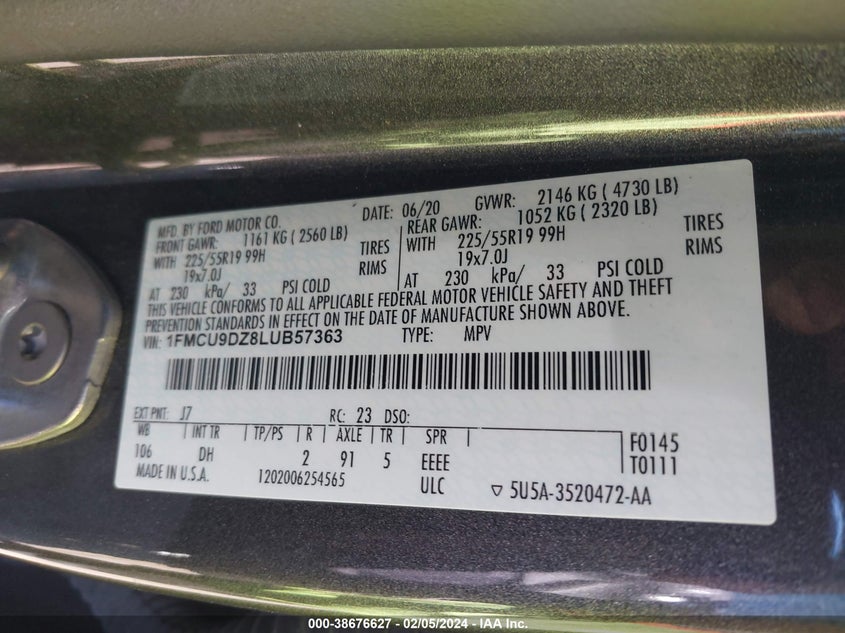 MFD. BY FORD MOTOR CO.
DATE: 06/20 GVWR: 2146 KG ( 4730 LB)
FRONT GAWR: 1161 KG ( 2560 LB)
REAR GAWR: 1052 KG ( 2320 LB)
WITH 225/55R19 99H TIRES
WITH 225/55R19 99H TIRES
19x7.0J RIMS
19x7.0J RIMS
AT 230 kPa/ 33 PSI COLD
AT 230 kPa/ 33 PSI COLD
THIS VEHICLE CONFORMS TO ALL APPLICABLE FEDERAL MOTOR VEHICLE SAFETY AND THEFT
PREVENTION STANDARDS IN EFFECT ON THE DATE OF MANUFACTURE SHOWN ABOVE.
VIN: 1FMCU9DZ8LUB57363 TYPE: MPV
EXT PNT: J7 RC: 23 DSO:
WB | INT TR | TP/PS | R | AXLE | TR | SPR | F0145
106 DH 2 91 5 EEEE T0111
MADE IN U.S.A. 1202006254565 ULC ▽ 5U5A-3520472-AA
000-38676627 - 02/05/2024 - IAA Inc.